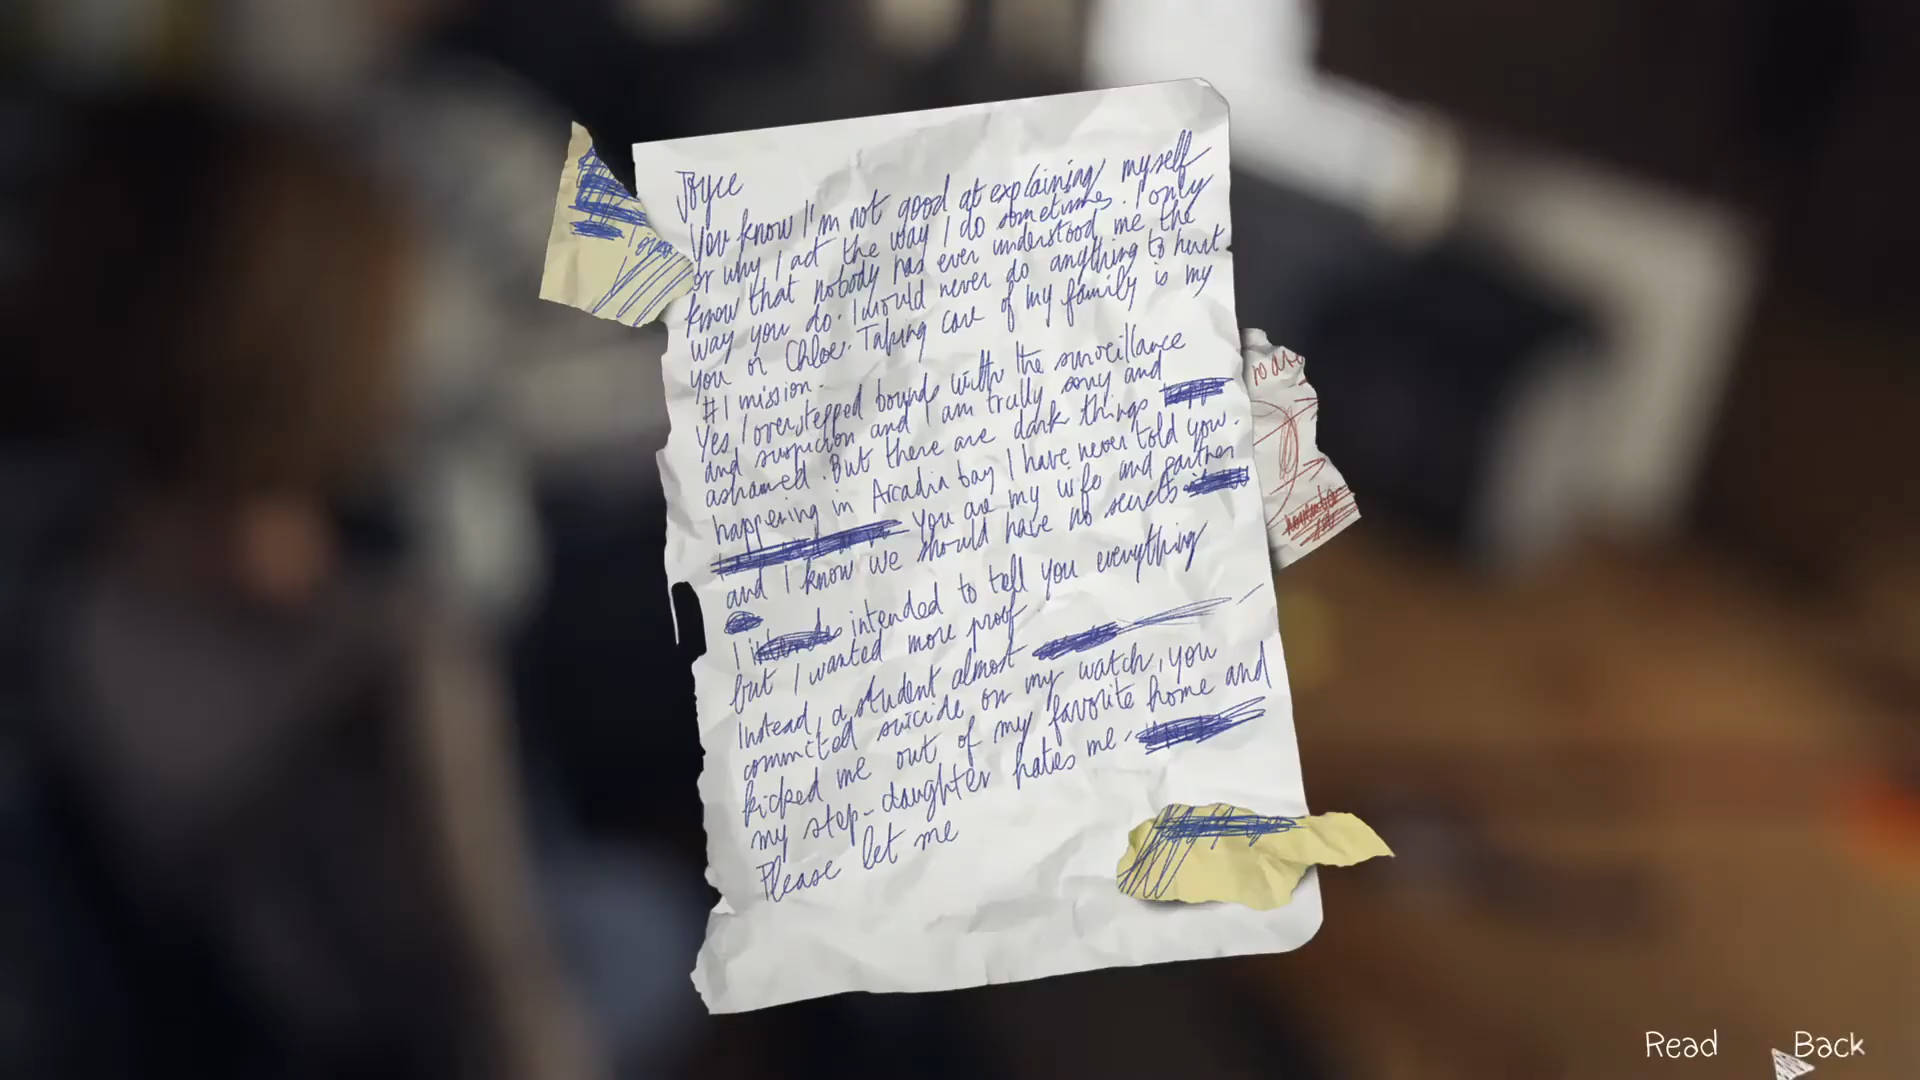 Joyce
You know I'm not good at explaining myself
or why I act the way I do sometimes. I only
know that nobody has ever understood me the
way you do. I would never do anything to hurt
you or Chloe. Taking care of my family is my
#1 mission.
Yes I overstepped bounds with the surveillance
and suspicion and I am trully sorry and
ashamed. But there are dark things
happening in Arcadia bay I have never told you.
You are my wife and partner
and I know we should have no secrets
I intended to tell you everything
but I wanted more proof.
Instead, a student almost
committed suicide on my watch, you
kicked me out of my favorite home and
my step-daughter hates me.
Please let me
Read
Back